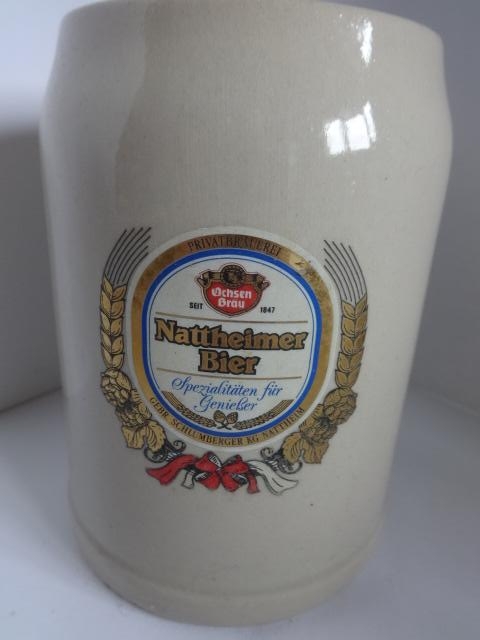 PRIVATBRAUEREI
Ochsen
Bräu
SEIT 1847
Nattheimer
Bier
Spezialitäten für
Genießer
GEBR. SCHLUMBERGER KG. NATTHEIM